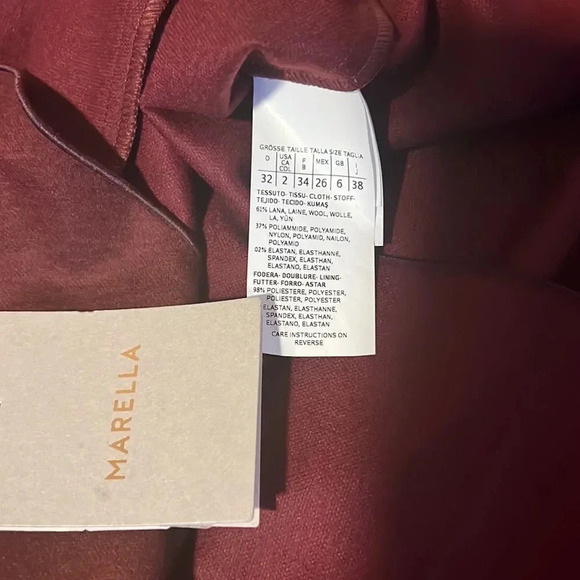 GRÖSSE TAILLE TALLA SIZE TAGLIA
D USA CA COL F B MEX GB I J
32 2 34 26 6 38
TESSUTO- TISSU- CLOTH- STOFF-
TEJIDO- TECIDO- KUMAŞ
61% LANA, LAINE, WOOL, WOLLE,
LA, YÜN
37% POLIAMMIDE, POLYAMIDE,
NYLON, POLYAMID, NAILON,
POLYAMID
02% ELASTAN, ELASTHANNE,
SPANDEX, ELASTHAN,
ELASTANO, ELASTAN
FODERA- DOUBLURE- LINING-
FUTTER- FORRO- ASTAR
98% POLIESTERE, POLYESTER,
POLIESTER, POLYESTER
ELASTAN, ELASTHANNE,
SPANDEX, ELASTHAN,
ELASTANO, ELASTAN
CARE INSTRUCTIONS ON
REVERSE
MARELLA